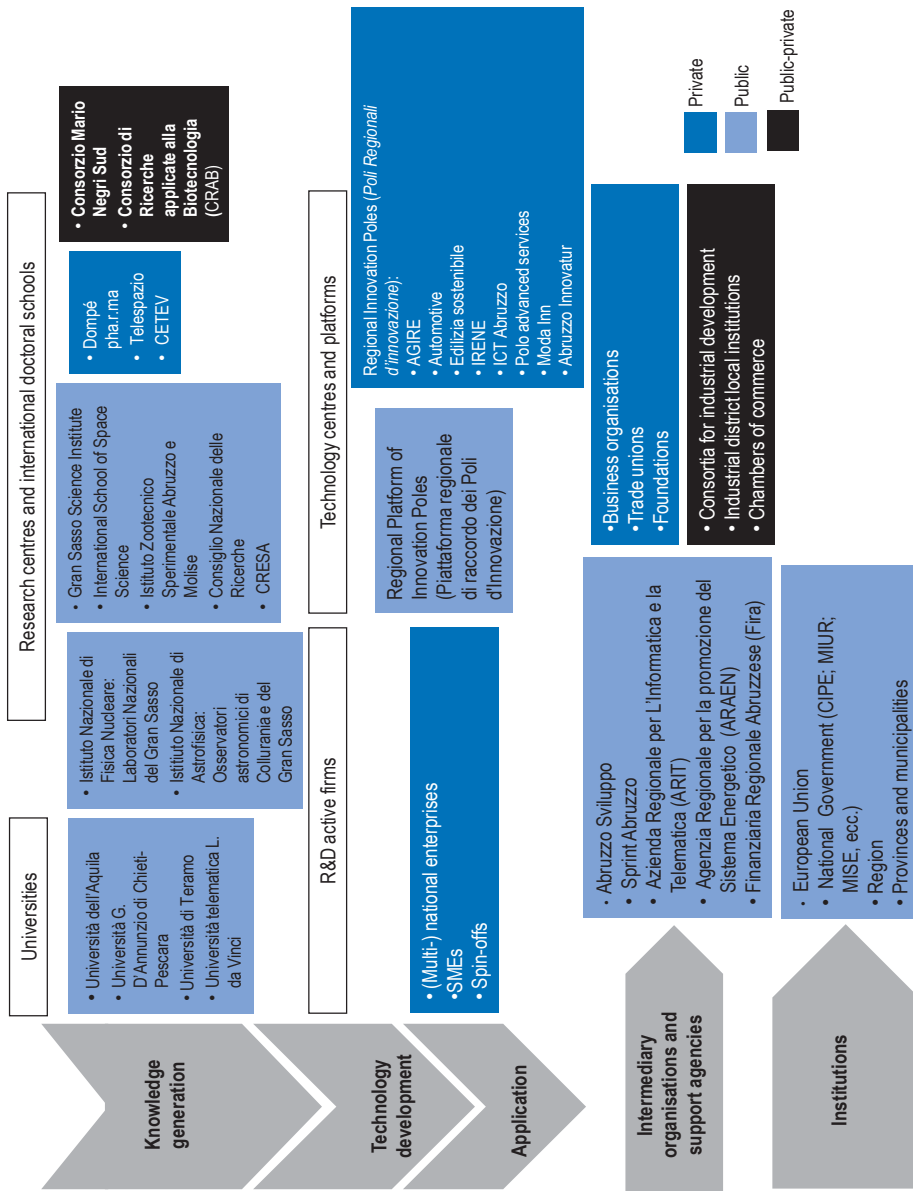 Universities
Research centres and international doctoral schools
Knowledge
generation
• Università dell'Aquila
• Università G.
D'Annunzio di Chieti-
Pescara
• Università di Teramo
• Università telematica L.
da Vinci
• Istituto Nazionale di
Fisica Nucleare:
Laboratori Nazionali
del Gran Sasso
• Istituto Nazionale di
Astrofisica:
Osservatori
astronomici di
Collurania e del
Gran Sasso
• Gran Sasso Science Institute
• International School of Space
Science
• Istituto Zootecnico
Sperimentale Abruzzo e
Molise
• Consiglio Nazionale delle
Ricerche
• CRESA
• Dompé
pha.r.ma
• Telespazio
• CETEV
• Consorzio Mario
Negri Sud
• Consorzio di
Ricerche
applicate alla
Biotecnologia
(CRAB)
R&D active firms
Technology centres and platforms
Technology
development
Application
• (Multi-) national enterprises
• SMEs
• Spin-offs
Regional Platform of
Innovation Poles
(Piattaforma regionale
di raccordo dei Poli
d'Innovazione)
Regional Innovation Poles (Poli Regionali
d'innovazione):
• AGIRE
• Automotive
• Edilizia sostenibile
• IRENE
• ICT Abruzzo
• Polo advanced services
• Moda Inn
• Abruzzo Innovatur
Intermediary
organisations and
support agencies
• Abruzzo Sviluppo
• Sprint Abruzzo
• Azienda Regionale per L'Informatica e la
Telematica (ARIT)
• Agenzia Regionale per la promozione del
Sistema Energetico (ARAEN)
• Finanziaria Regionale Abruzzese (Fira)
• Business organisations
• Trade unions
• Foundations
• Consortia for industrial development
• Industrial district local institutions
• Chambers of commerce
Institutions
• European Union
• National Government (CIPE; MIUR;
MISE, ecc.)
• Region
• Provinces and municipalities
Private
Public
Public-private